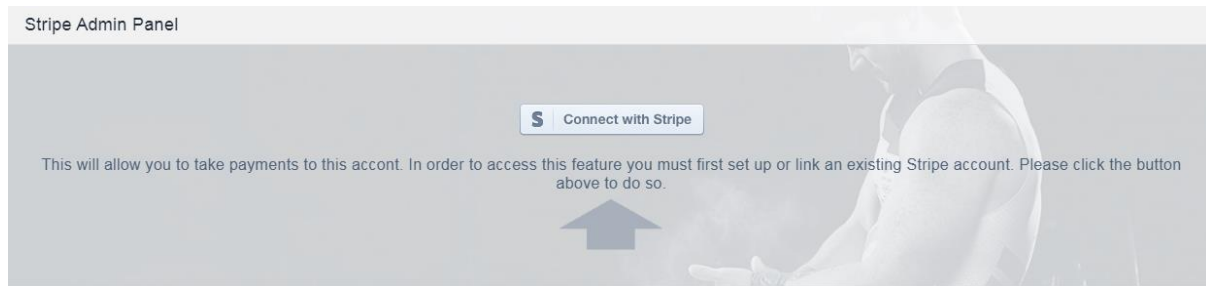 Stripe Admin Panel
S Connect with Stripe
This will allow you to take payments to this accont. In order to access this feature you must first set up or link an existing Stripe account. Please click the button
above to do so.